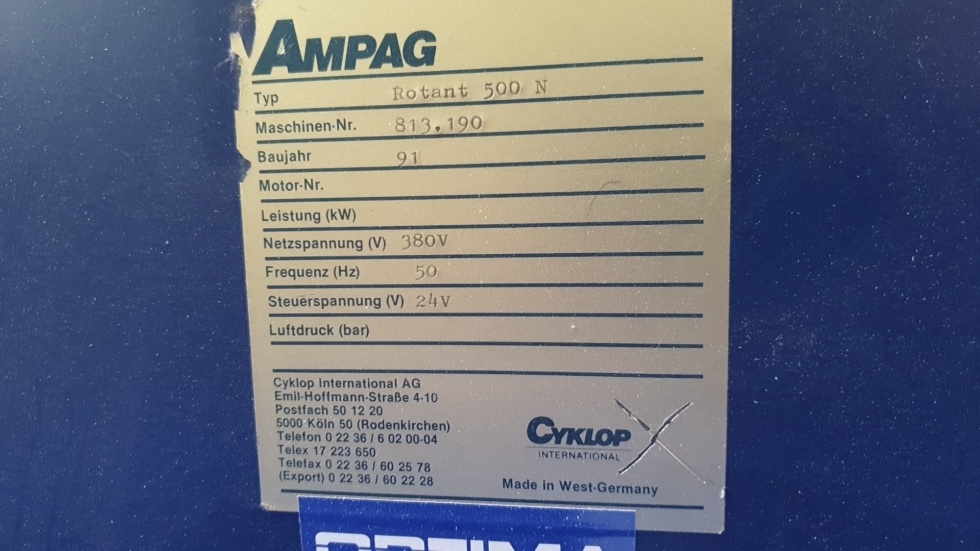 AMPAG
Typ Rotant 500 N
Maschinen-Nr. 813.190
Baujahr 91
Motor-Nr.
Leistung (kW)
Netzspannung (V) 380V
Frequenz (Hz) 50
Steuerspannung (V) 24V
Luftdruck (bar)
Cyklop International AG
Emil-Hoffmann-Straße 4-10
Postfach 50 12 20
5000 Köln 50 (Rodenkirchen)
Telefon 0 22 36 / 6 02 00-04
Telex 17 223 650
Telefax 0 22 36 / 60 25 78
(Export) 0 22 36 / 60 22 28
CYKLOP
INTERNATIONAL
Made in West-Germany
OPTIMA